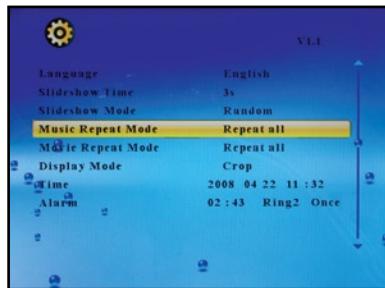 V1.1
Language English
Slideshow Time 3s
Slideshow Mode Random
Music Repeat Mode Repeat all
Movie Repeat Mode Repeat all
Display Mode Crop
Time 2008 04 22 11 : 32
Alarm 02 : 43 Ring2 Once